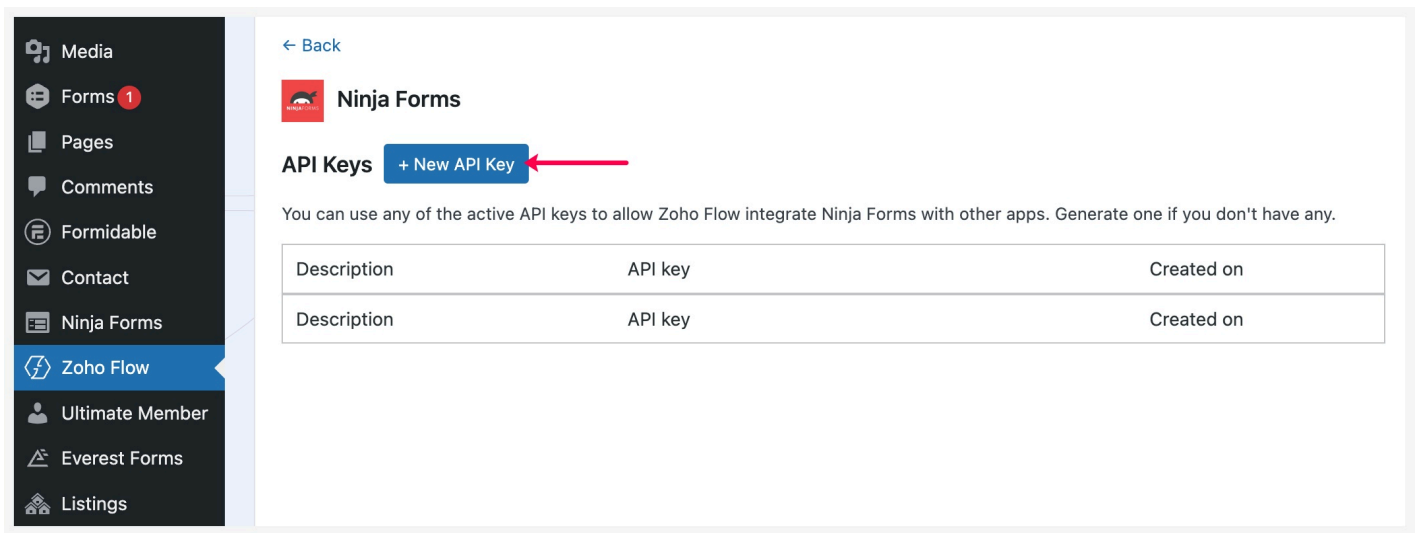 Media
Forms 1
Pages
Comments
Formidable
Contact
Ninja Forms
Zoho Flow
Ultimate Member
Everest Forms
Listings
← Back
NINJA FORMS
Ninja Forms
API Keys + New API Key
You can use any of the active API keys to allow Zoho Flow integrate Ninja Forms with other apps. Generate one if you don't have any.
Description API key Created on
Description API key Created on